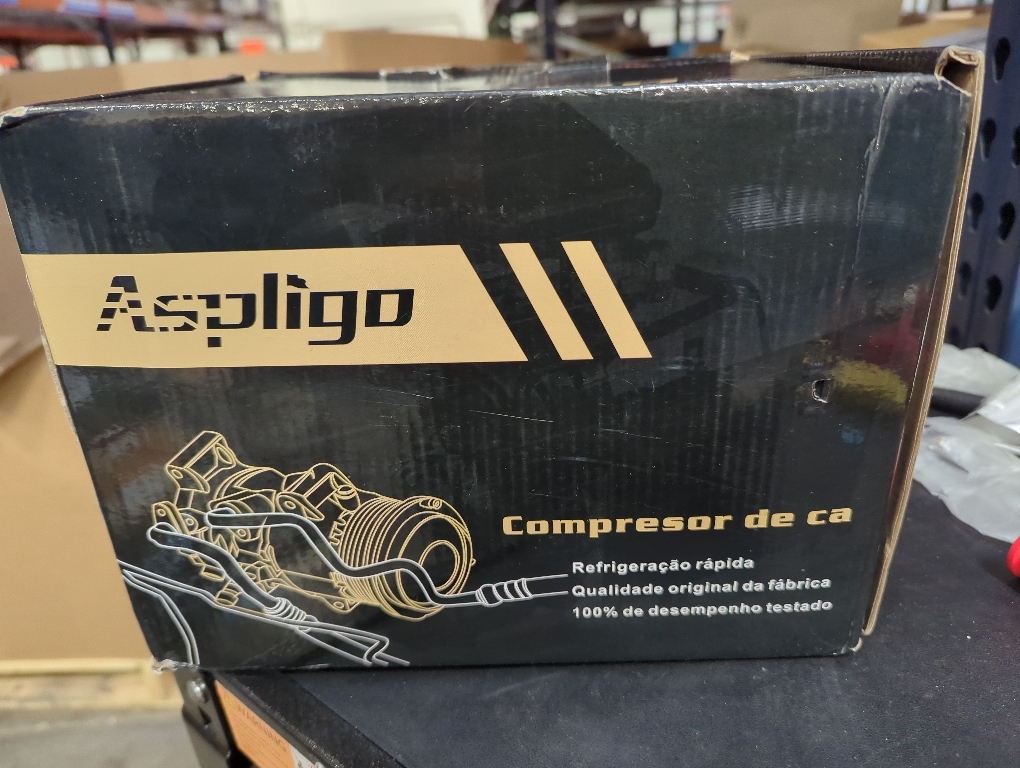 Aspligo
Compresor de ca
Refrigeração rápida
Qualidade original da fábrica
100% de desempenho testado